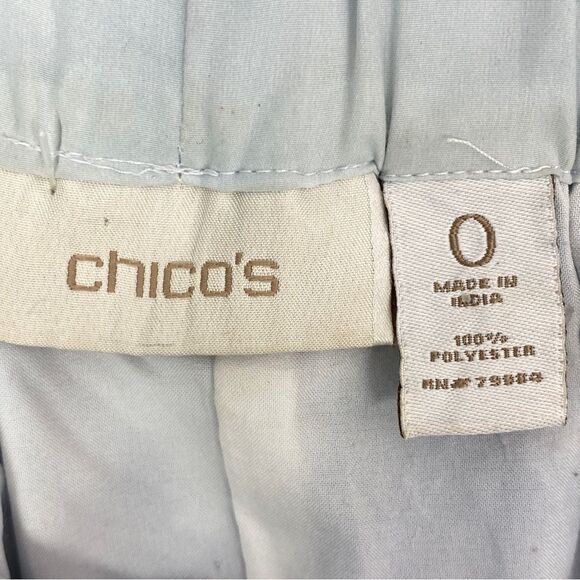 chico's
0
MADE IN
INDIA
100%
POLYESTER
RN# 79984